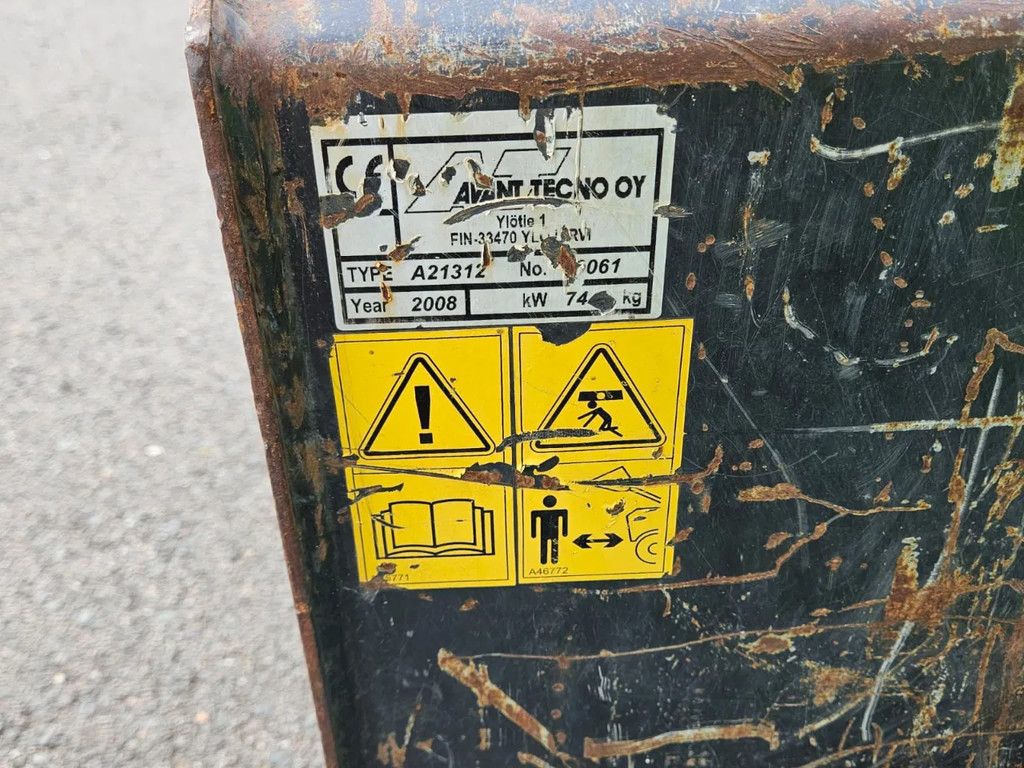 CE AVANT TECNO OY
Ylötie 1
FIN-33470
TYPE A21312 No.
Year 2008 kW 74 kg
A46772